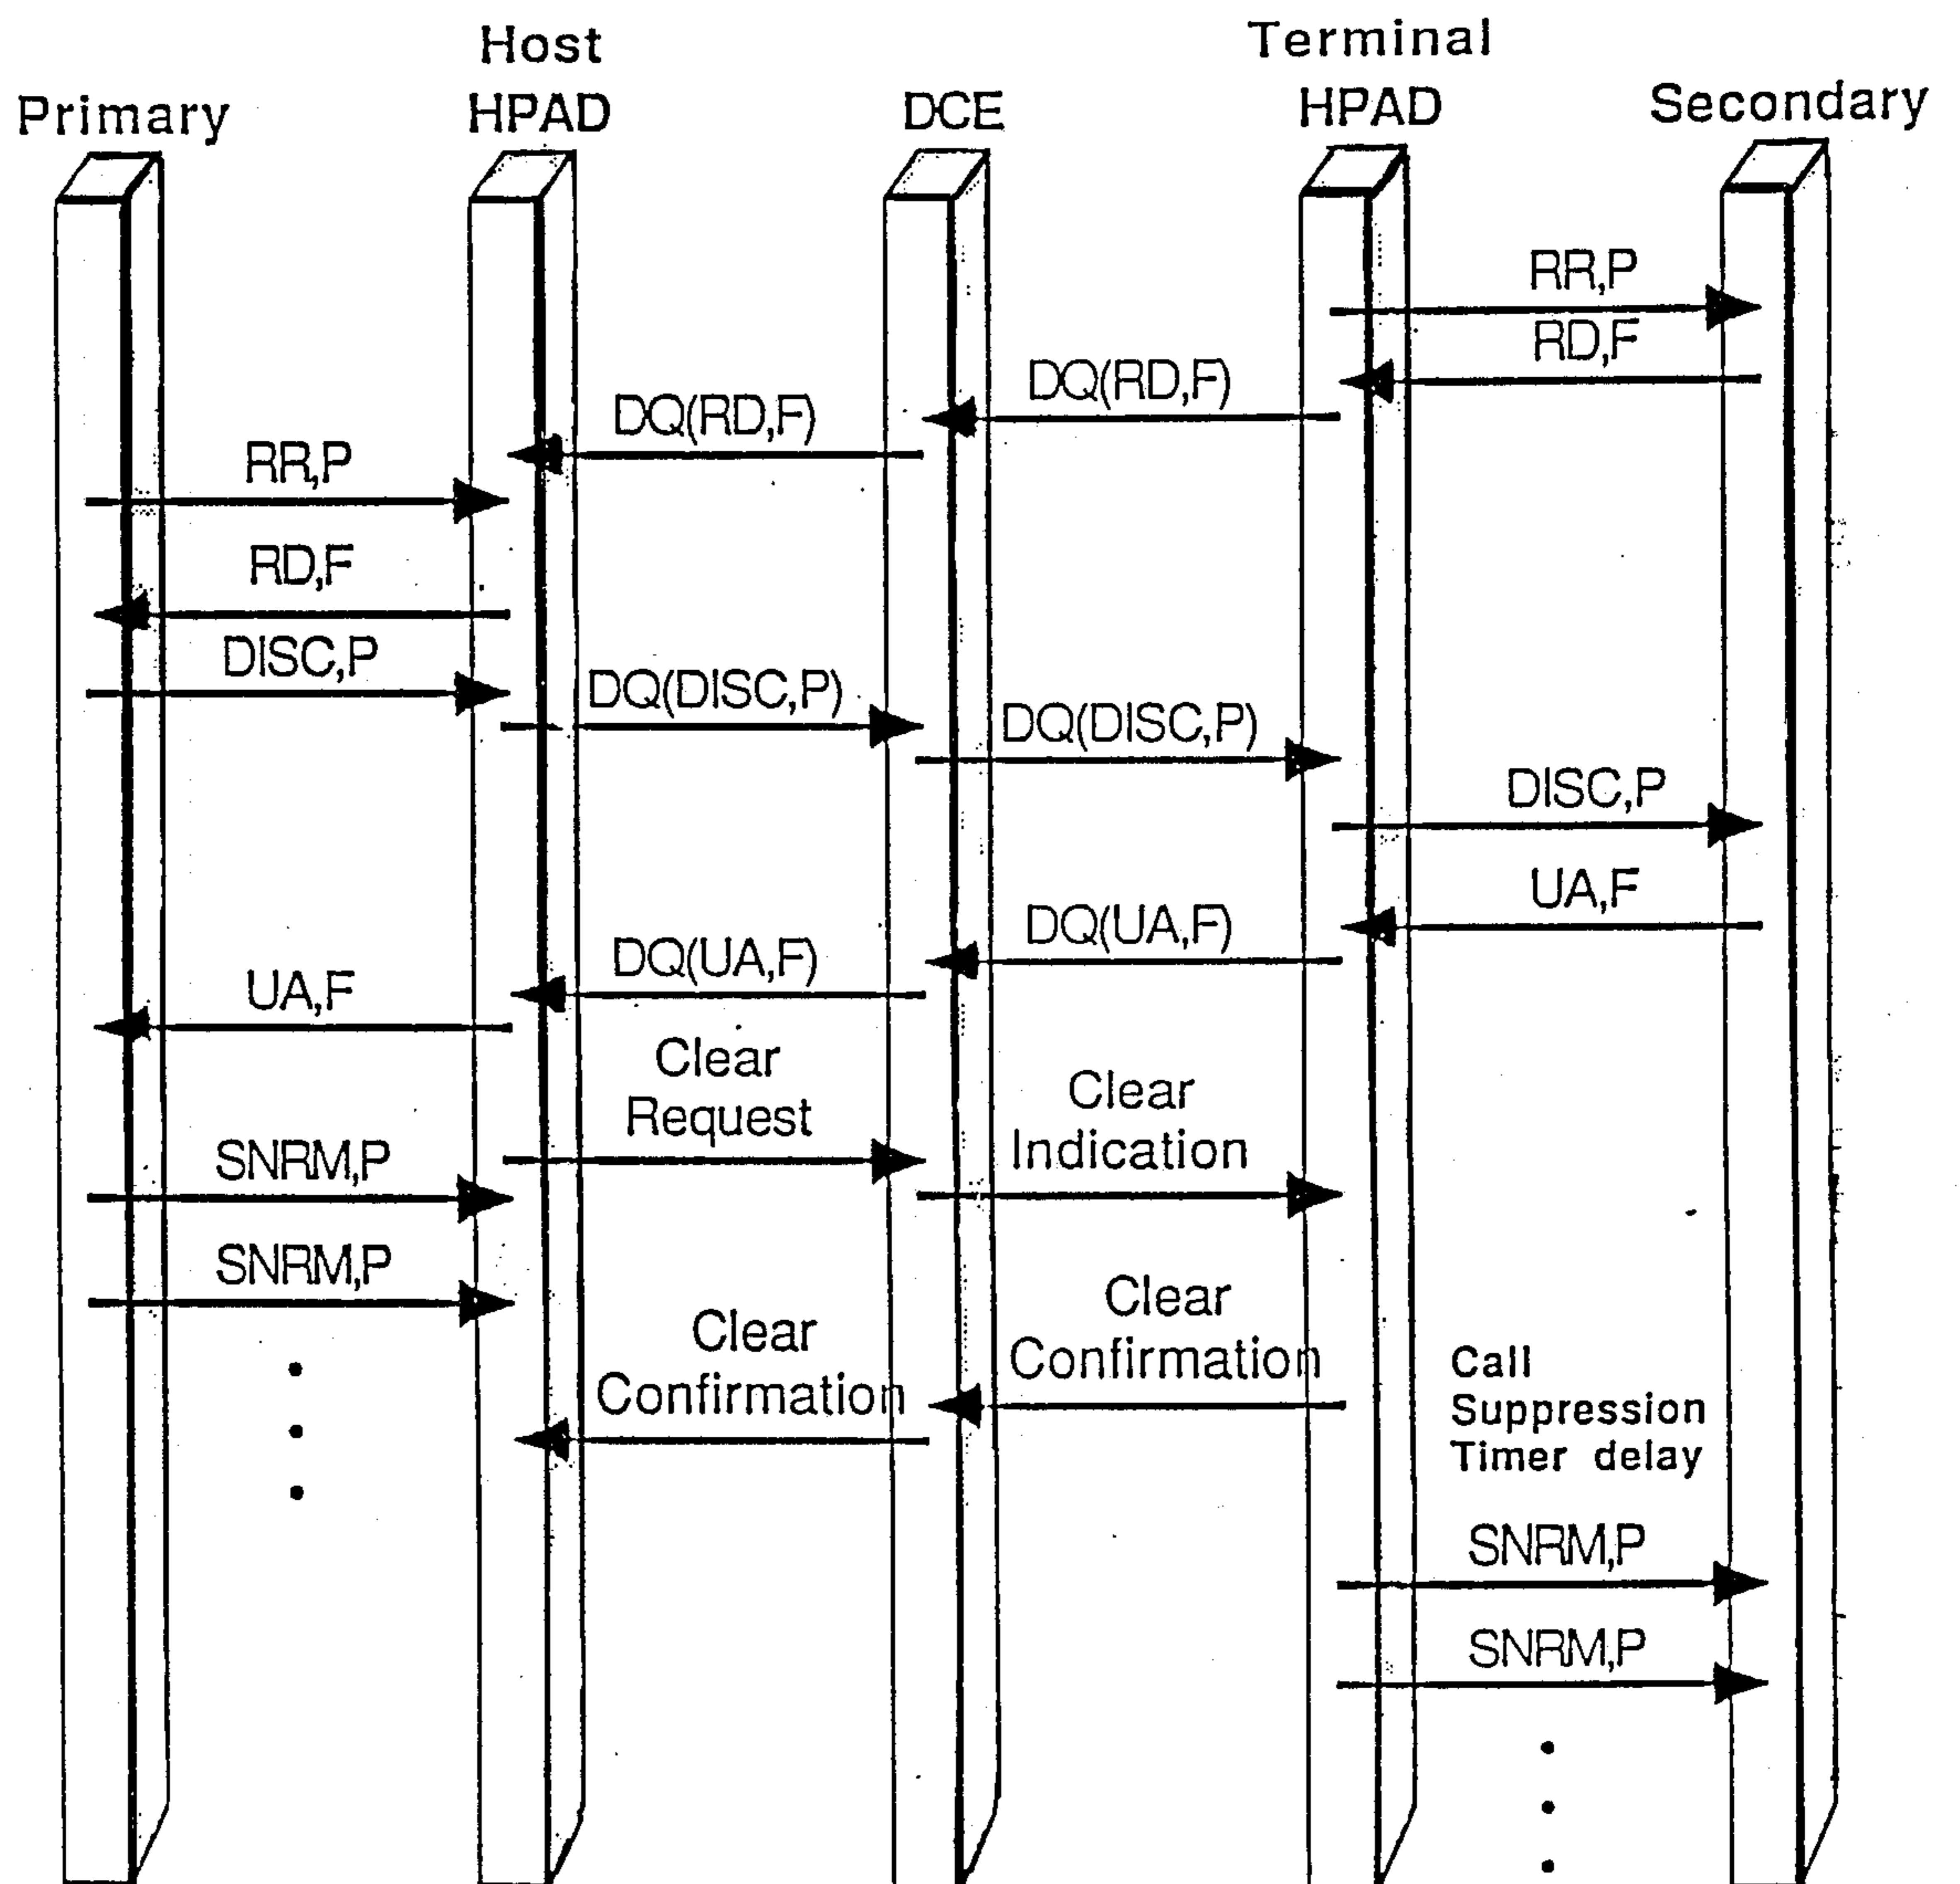 Host
HPAD
Terminal
HPAD
Primary
DCE
Secondary
RR,P
RD,F
DQ(RD,F)
DQ(RD,F)
RR,P
RD,F
DISC,P
DQ(DISC,P)
DQ(DISC,P)
DISC,P
UA,F
DQ(UA,F)
DQ(UA,F)
UA,F
Clear
Request
Clear
Indication
SNRM,P
SNRM,P
Clear
Confirmation
Clear
Confirmation
Call
Suppression
Timer delay
SNRM,P
SNRM,P